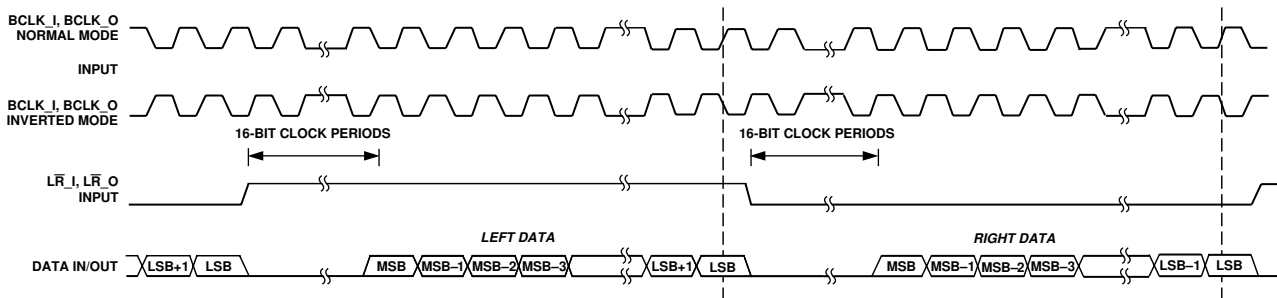 BCLK_I, BCLK_O
NORMAL MODE
INPUT
BCLK_I, BCLK_O
INVERTED MODE
16-BIT CLOCK PERIODS
16-BIT CLOCK PERIODS
LR̅_I, LR̅_O
INPUT
LEFT DATA
RIGHT DATA
DATA IN/OUT
LSB+1 LSB MSB MSB–1 MSB–2 MSB–3 LSB+1 LSB MSB MSB–1 MSB–2 MSB–3 LSB–1 LSB